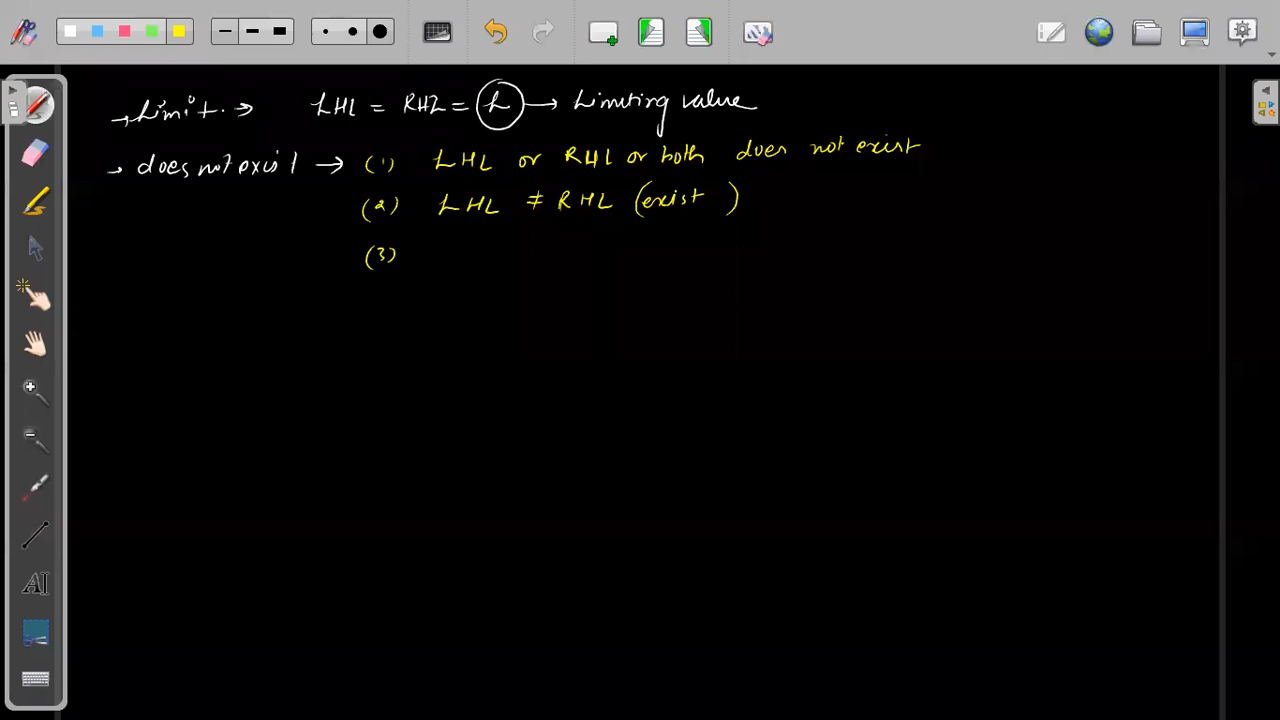 → Limit. → LHL = RHL = L → Limiting value
→ does not exist → (1) LHL or RHL or both does not exist
(2) LHL ≠ RHL (exist )
(3)
AI